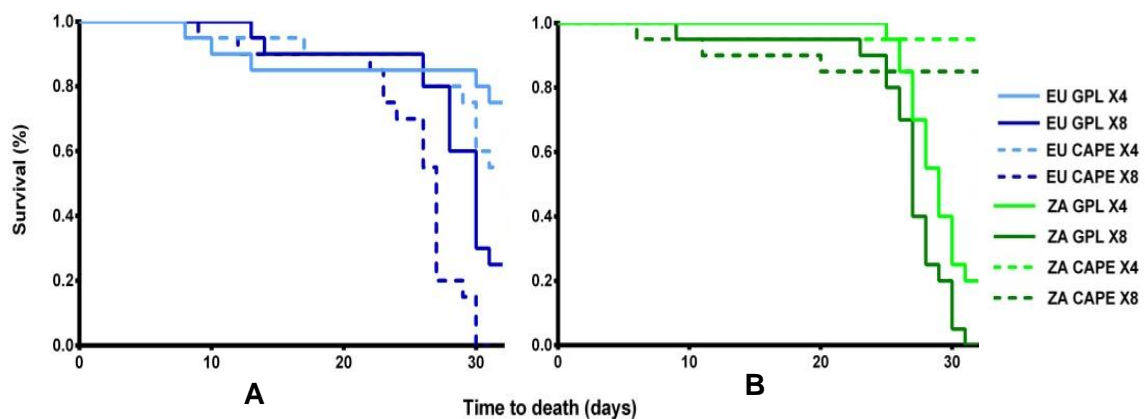 1.0
0.8
0.6
0.4
0.2
0.0
Survival (%)
0 10 20 30
A
1.0
0.8
0.6
0.4
0.2
0.0
0 10 20 30
B
Time to death (days)
EU GPL X4
EU GPL X8
EU CAPE X4
EU CAPE X8
ZA GPL X4
ZA GPL X8
ZA CAPE X4
ZA CAPE X8